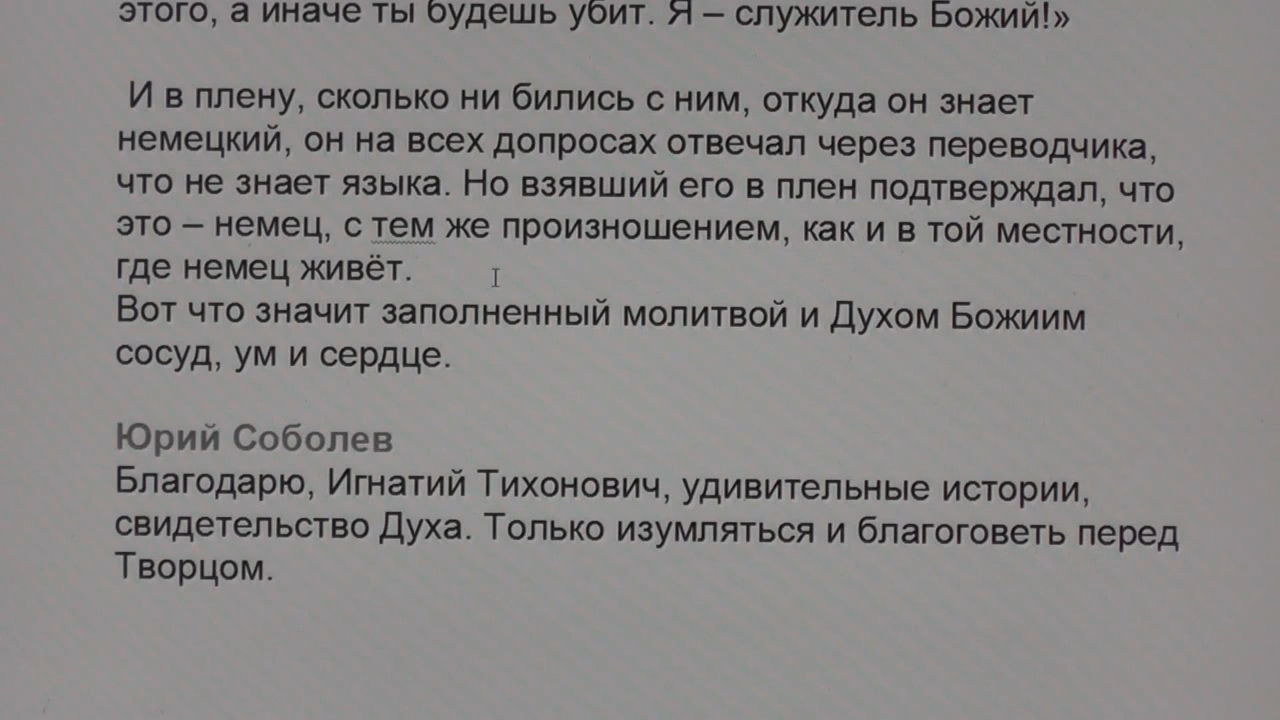 этого, а иначе ты будешь убит. Я – служитель Божий!»
И в плену, сколько ни бились с ним, откуда он знает
немецкий, он на всех допросах отвечал через переводчика,
что не знает языка. Но взявший его в плен подтверждал, что
это – немец, с тем же произношением, как и в той местности,
где немец живёт.
Вот что значит заполненный молитвой и Духом Божиим
сосуд, ум и сердце.
Юрий Соболев
Благодарю, Игнатий Тихонович, удивительные истории,
свидетельство Духа. Только изумляться и благоговеть перед
Творцом.